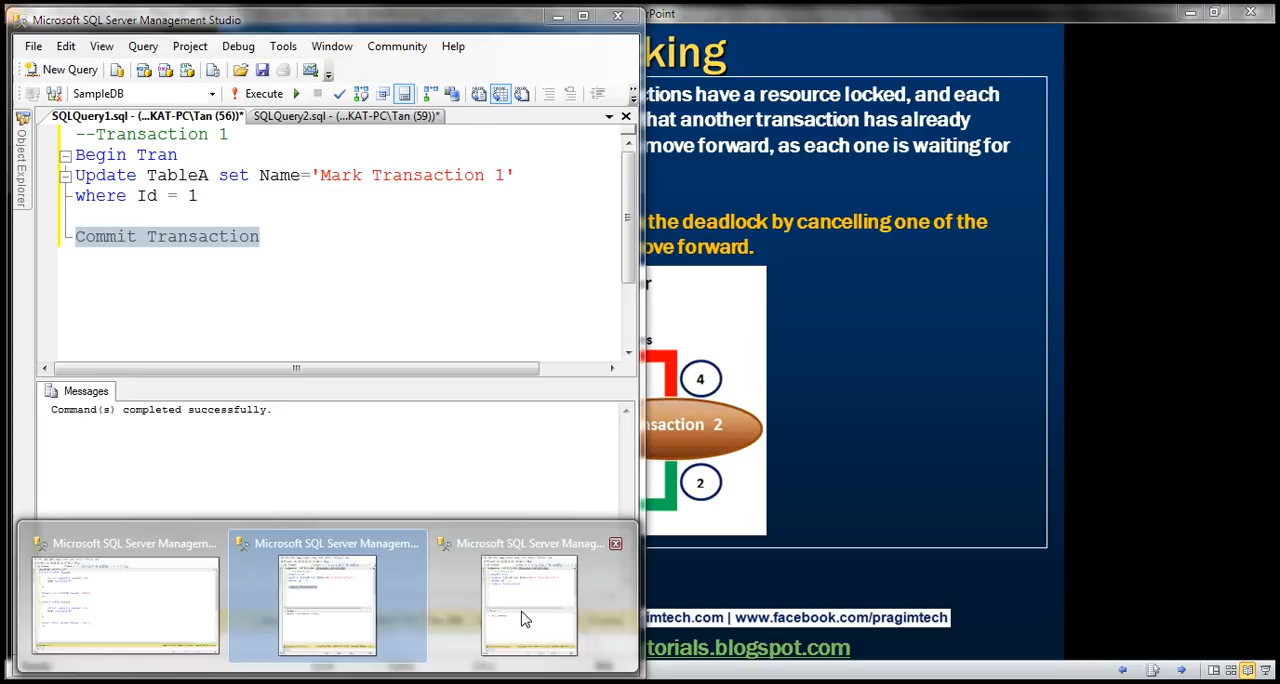 Microsoft SQL Server Management Studio
File Edit View Query Project Debug Tools Window Community Help
New Query
SampleDB
Execute
SQLQuery1.sql - (...KAT-PC\Tan (56))*
SQLQuery2.sql - (...KAT-PC\Tan (59))*
Object Explorer
--Transaction 1
Begin Tran
Update TableA set Name='Mark Transaction 1'
where Id = 1
Commit Transaction
Messages
Command(s) completed successfully.
Microsoft SQL Server Managem...
Microsoft SQL Server Managem...
Microsoft SQL Server Manag...
rPoint
king
tions have a resource locked, and each
hat another transaction has already
move forward, as each one is waiting for
the deadlock by cancelling one of the
ove forward.
r
s
4
nsaction 2
2
imtech.com | www.facebook.com/pragimtech
torials.blogspot.com